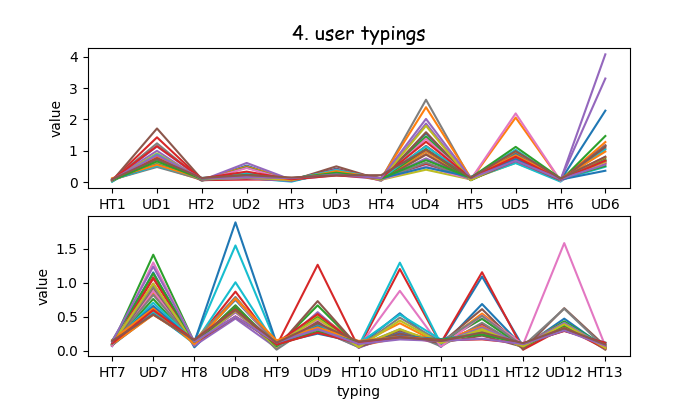 4. user typings
value
4
3
2
1
0
HT1 UD1 HT2 UD2 HT3 UD3 HT4 UD4 HT5 UD5 HT6 UD6
value
1.5
1.0
0.5
0.0
HT7 UD7 HT8 UD8 HT9 UD9 HT10 UD10 HT11 UD11 HT12 UD12 HT13
typing